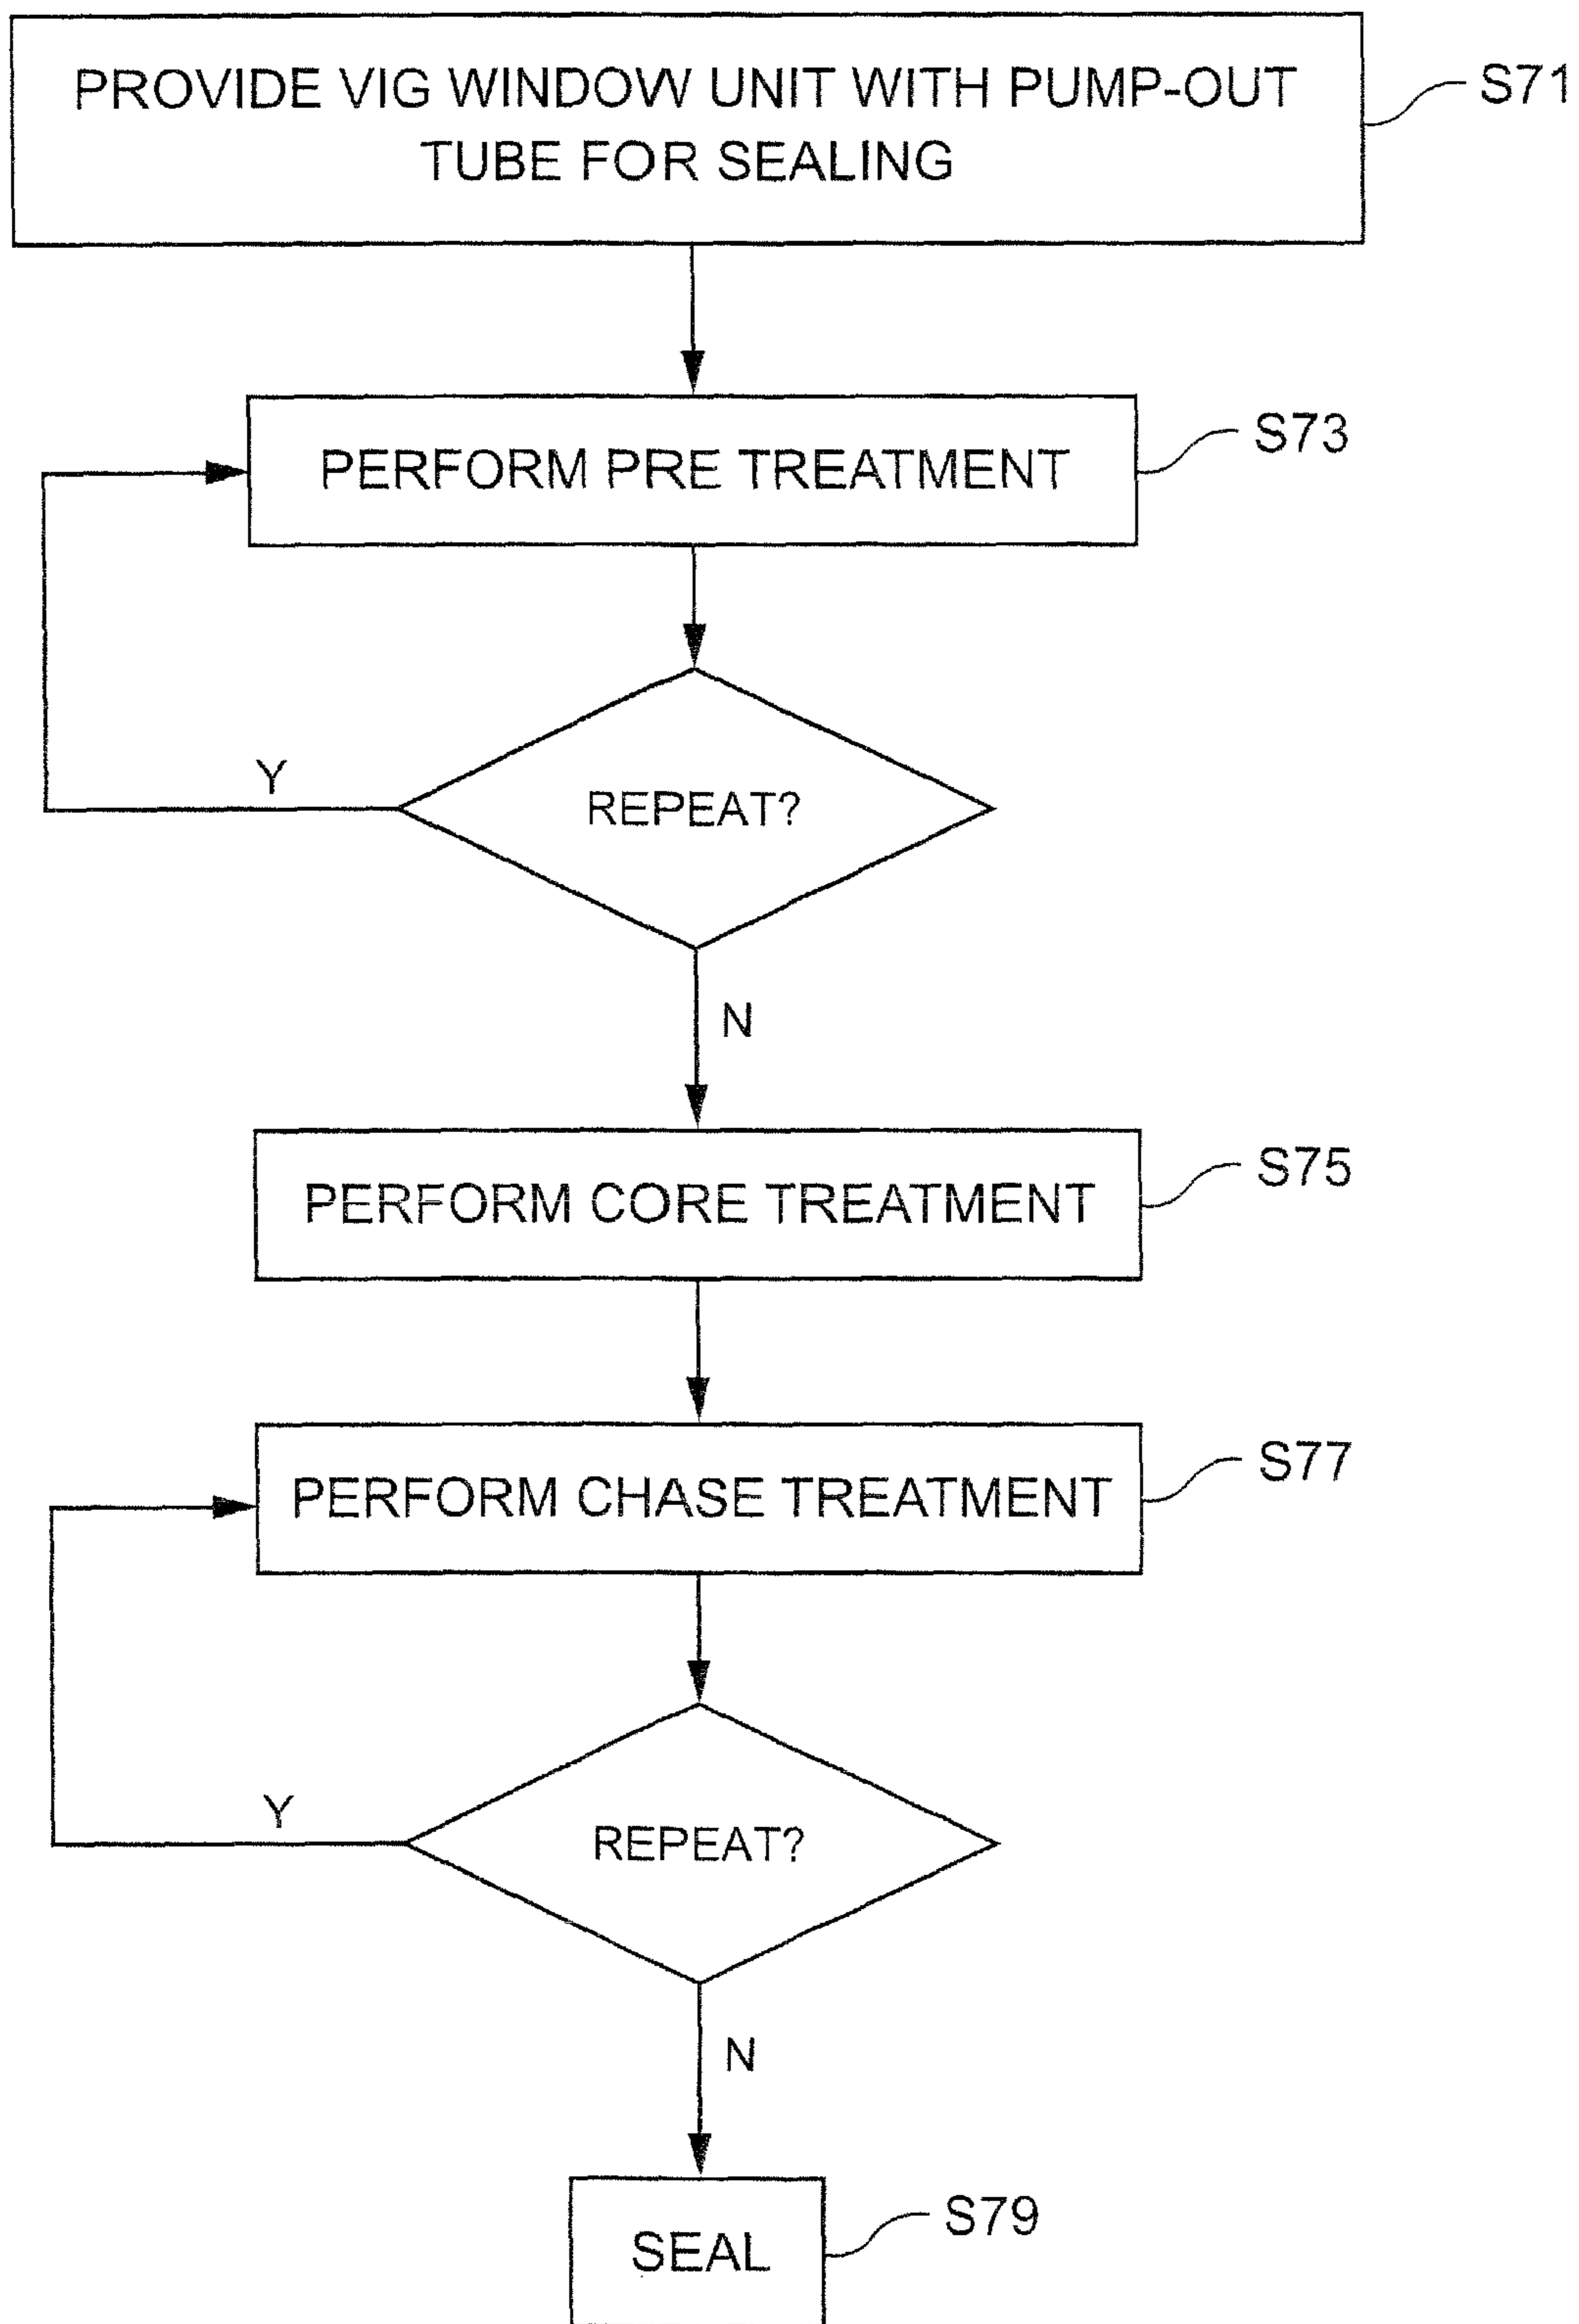 PROVIDE VIG WINDOW UNIT WITH PUMP-OUT
TUBE FOR SEALING
S71
PERFORM PRE TREATMENT
S73
REPEAT?
Y
N
PERFORM CORE TREATMENT
S75
PERFORM CHASE TREATMENT
S77
REPEAT?
Y
N
SEAL
S79